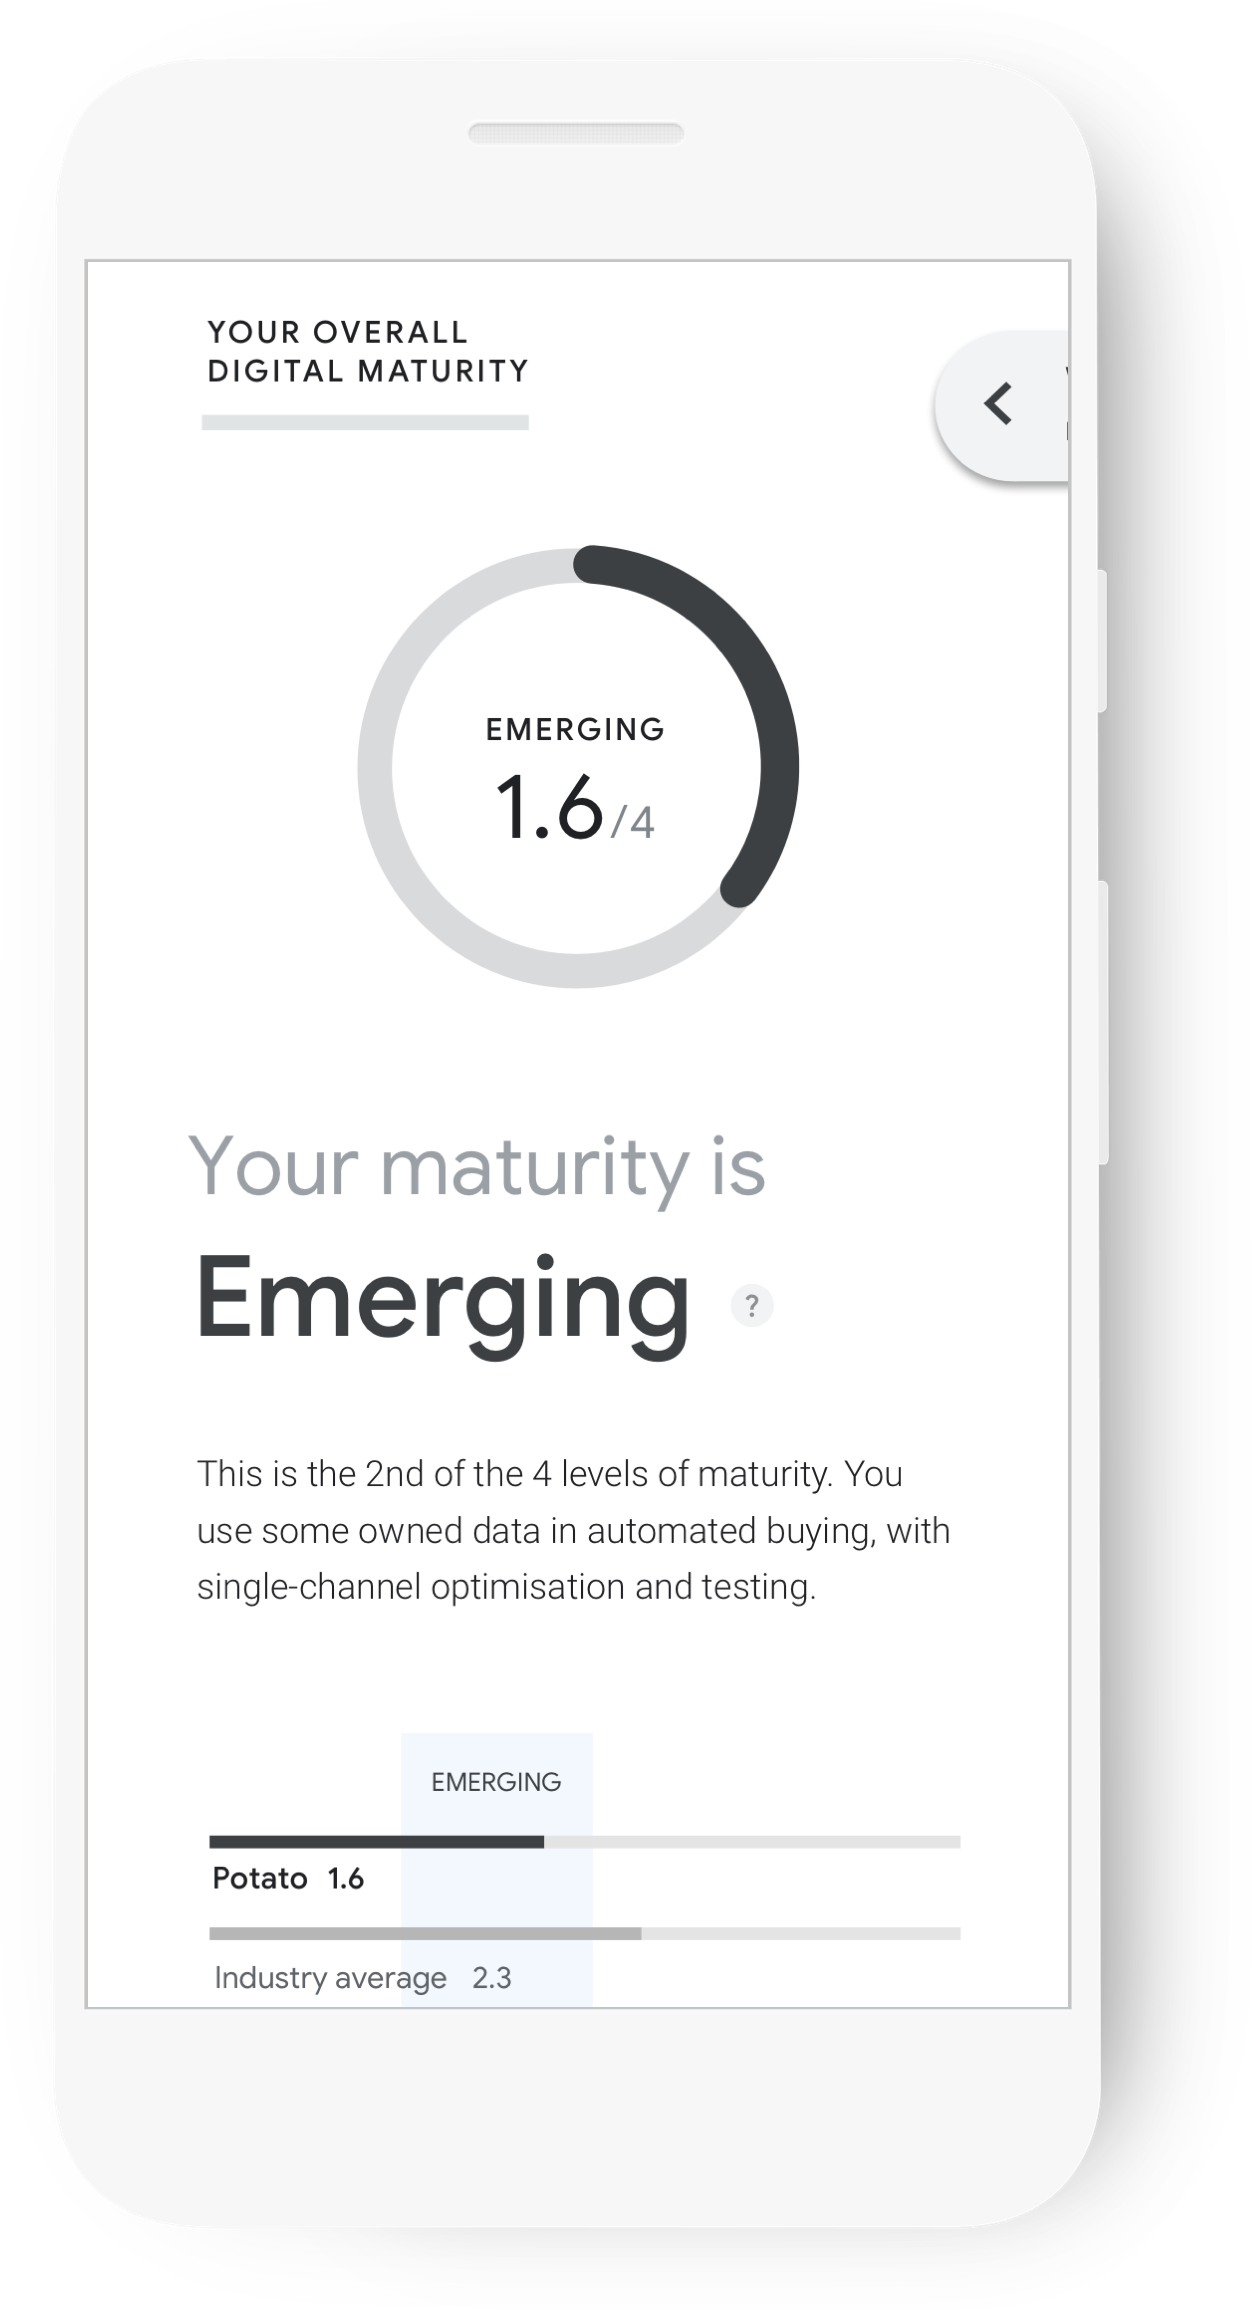 YOUR OVERALL
DIGITAL MATURITY
EMERGING
1.6/4
Your maturity is
Emerging ?
This is the 2nd of the 4 levels of maturity. You
use some owned data in automated buying, with
single-channel optimisation and testing.
EMERGING
Potato 1.6
Industry average 2.3